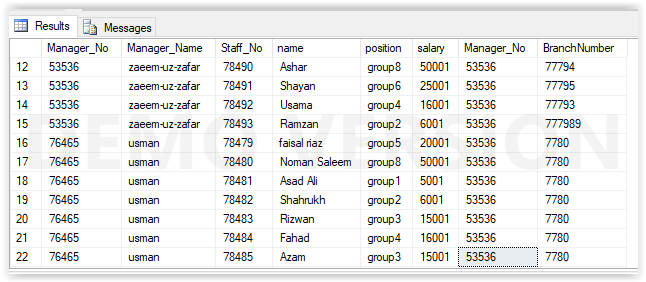 Results Messages
Manager_No Manager_Name Staff_No name position salary Manager_No BranchNumber
12 53536 zaeem-uz-zafar 78490 Ashar group8 50001 53536 77794
13 53536 zaeem-uz-zafar 78491 Shayan group6 25001 53536 77795
14 53536 zaeem-uz-zafar 78492 Usama group4 16001 53536 77793
15 53536 zaeem-uz-zafar 78493 Ramzan group2 6001 53536 777989
16 76465 usman 78479 faisal riaz group5 20001 53536 7780
17 76465 usman 78480 Noman Saleem group8 50001 53536 7780
18 76465 usman 78481 Asad Ali group1 5001 53536 7780
19 76465 usman 78482 Shahrukh group2 6001 53536 7780
20 76465 usman 78483 Rizwan group3 15001 53536 7780
21 76465 usman 78484 Fahad group4 16001 53536 7780
22 76465 usman 78485 Azam group3 15001 53536 7780
DEMO VERSION